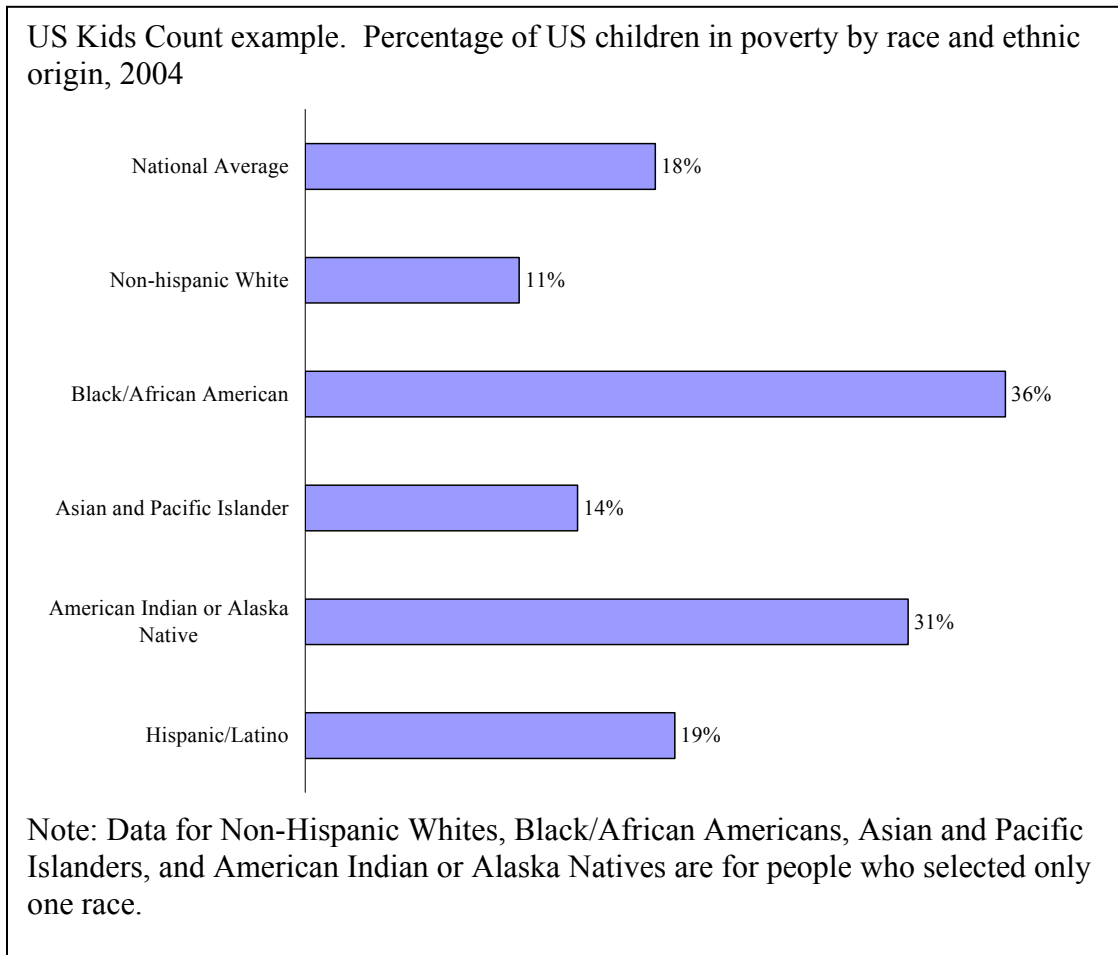 US Kids Count example.  Percentage of US children in poverty by race and ethnic
origin, 2004
National Average
18%
Non-hispanic White
11%
Black/African American
36%
Asian and Pacific Islander
14%
American Indian or Alaska
Native
31%
Hispanic/Latino
19%
Note: Data for Non-Hispanic Whites, Black/African Americans, Asian and Pacific
Islanders, and American Indian or Alaska Natives are for people who selected only
one race.